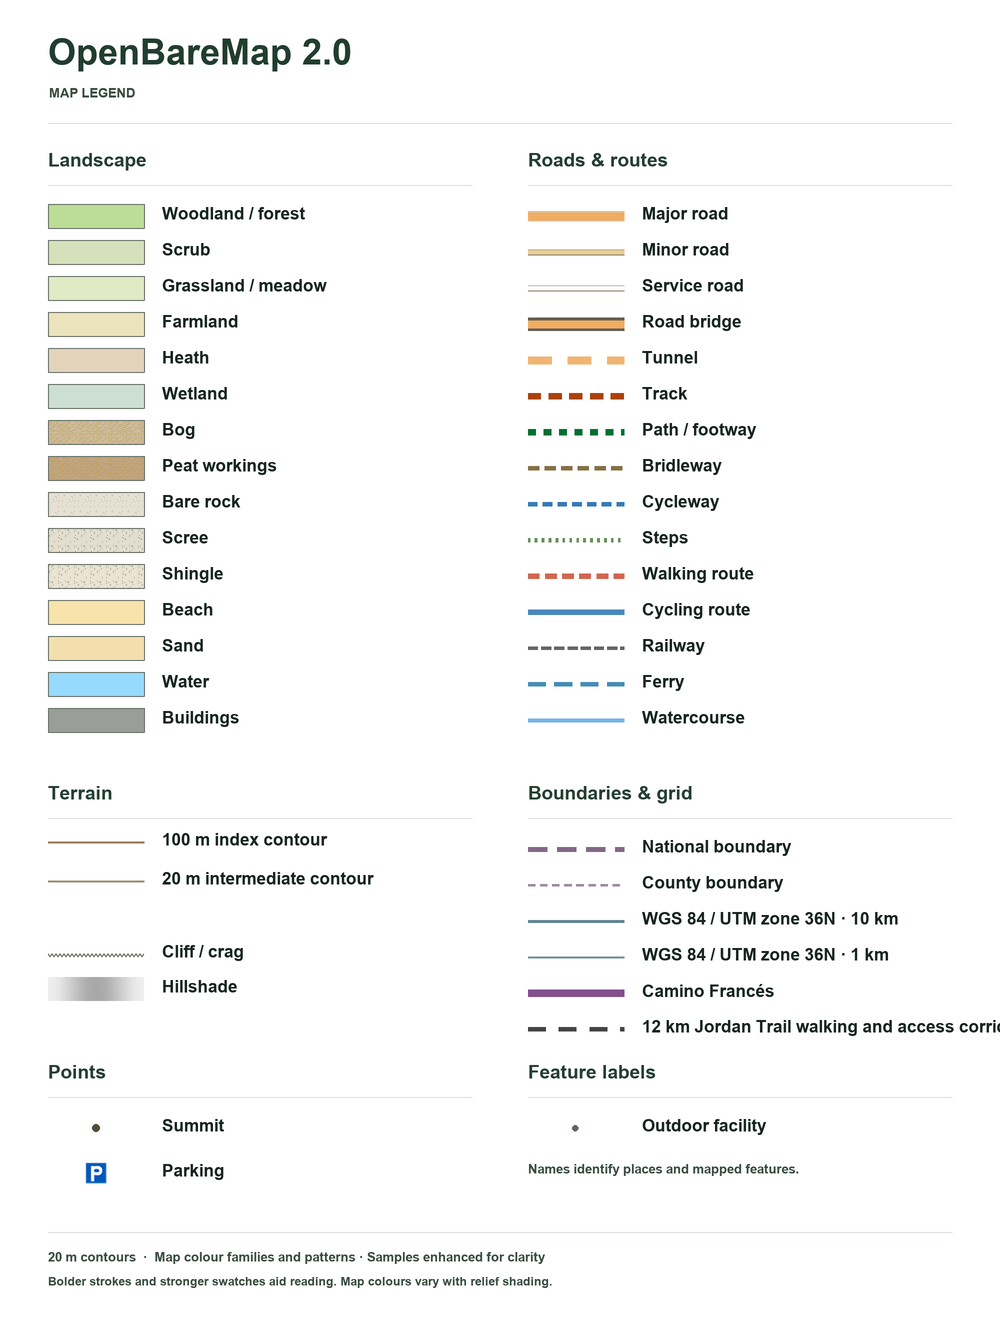 OpenBareMap 2.0
MAP LEGEND
Landscape
Woodland / forest
Scrub
Grassland / meadow
Farmland
Heath
Wetland
Bog
Peat workings
Bare rock
Scree
Shingle
Beach
Sand
Water
Buildings
Roads & routes
Major road
Minor road
Service road
Road bridge
Tunnel
Track
Path / footway
Bridleway
Cycleway
Steps
Walking route
Cycling route
Railway
Ferry
Watercourse
Terrain
100 m index contour
20 m intermediate contour
Cliff / crag
Hillshade
Boundaries & grid
National boundary
County boundary
WGS 84 / UTM zone 36N · 10 km
WGS 84 / UTM zone 36N · 1 km
Camino Francés
12 km Jordan Trail walking and access
Points
Summit
P
Parking
Feature labels
Outdoor facility
Names identify places and mapped features.
20 m contours · Map colour families and patterns · Samples enhanced for clarity
Bolder strokes and stronger swatches aid reading. Map colours vary with relief shading.